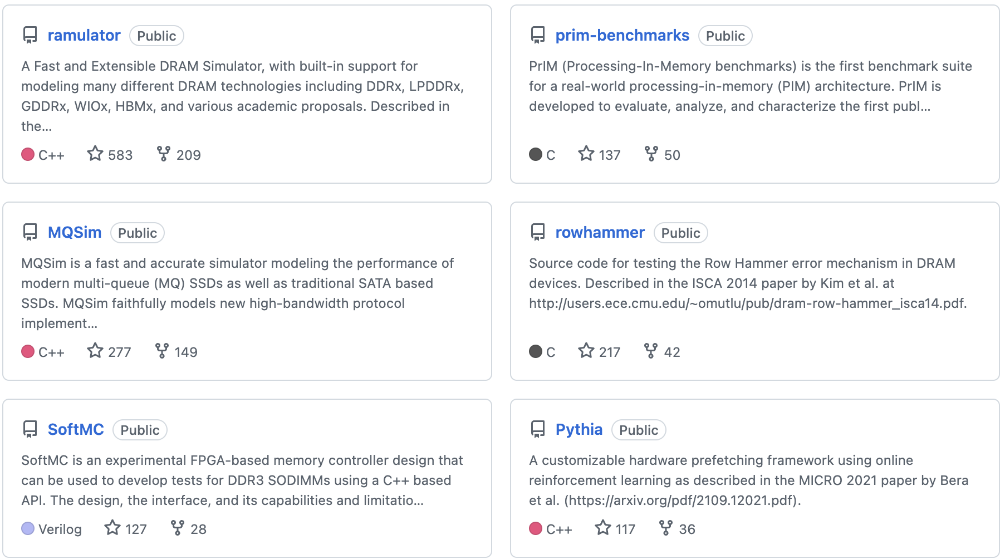 ramulator Public
A Fast and Extensible DRAM Simulator, with built-in support for
modeling many different DRAM technologies including DDRx, LPDDRx,
GDDRx, WIOx, HBMx, and various academic proposals. Described in
the...
C++ 583 209
prim-benchmarks Public
PrIM (Processing-In-Memory benchmarks) is the first benchmark suite
for a real-world processing-in-memory (PIM) architecture. PrIM is
developed to evaluate, analyze, and characterize the first publ...
C 137 50
MQSim Public
MQSim is a fast and accurate simulator modeling the performance of
modern multi-queue (MQ) SSDs as well as traditional SATA based
SSDs. MQSim faithfully models new high-bandwidth protocol
implement...
C++ 277 149
rowhammer Public
Source code for testing the Row Hammer error mechanism in DRAM
devices. Described in the ISCA 2014 paper by Kim et al. at
http://users.ece.cmu.edu/~omutlu/pub/dram-row-hammer_isca14.pdf.
C 217 42
SoftMC Public
SoftMC is an experimental FPGA-based memory controller design that
can be used to develop tests for DDR3 SODIMMs using a C++ based
API. The design, the interface, and its capabilities and limitatio...
Verilog 127 28
Pythia Public
A customizable hardware prefetching framework using online
reinforcement learning as described in the MICRO 2021 paper by Bera
et al. (https://arxiv.org/pdf/2109.12021.pdf).
C++ 117 36